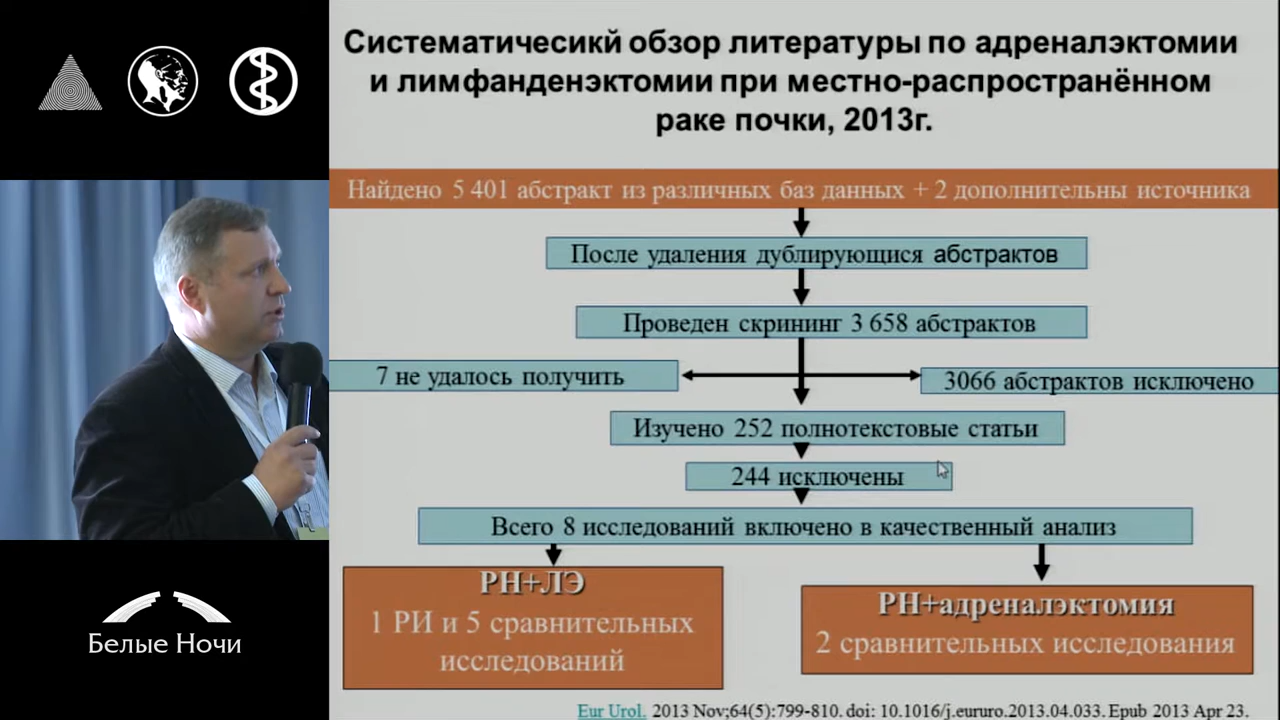 Систематичесикй обзор литературы по адреналэктомии
и лимфанденэктомии при местно-распространённом
раке почки, 2013г.
Найдено 5 401 абстракт из различных баз данных + 2 дополнительны источника
После удаления дублирующися абстрактов
Проведен скрининг 3 658 абстрактов
7 не удалось получить
3066 абстрактов исключено
Изучено 252 полнотекстовые статьи
244 исключены
Всего 8 исследований включено в качественный анализ
РН+ЛЭ
1 РИ и 5 сравнительных
исследований
РН+адреналэктомия
2 сравнительных исследования
Белые Ночи
Eur Urol. 2013 Nov;64(5):799-810. doi: 10.1016/j.eururo.2013.04.033. Epub 2013 Apr 23.